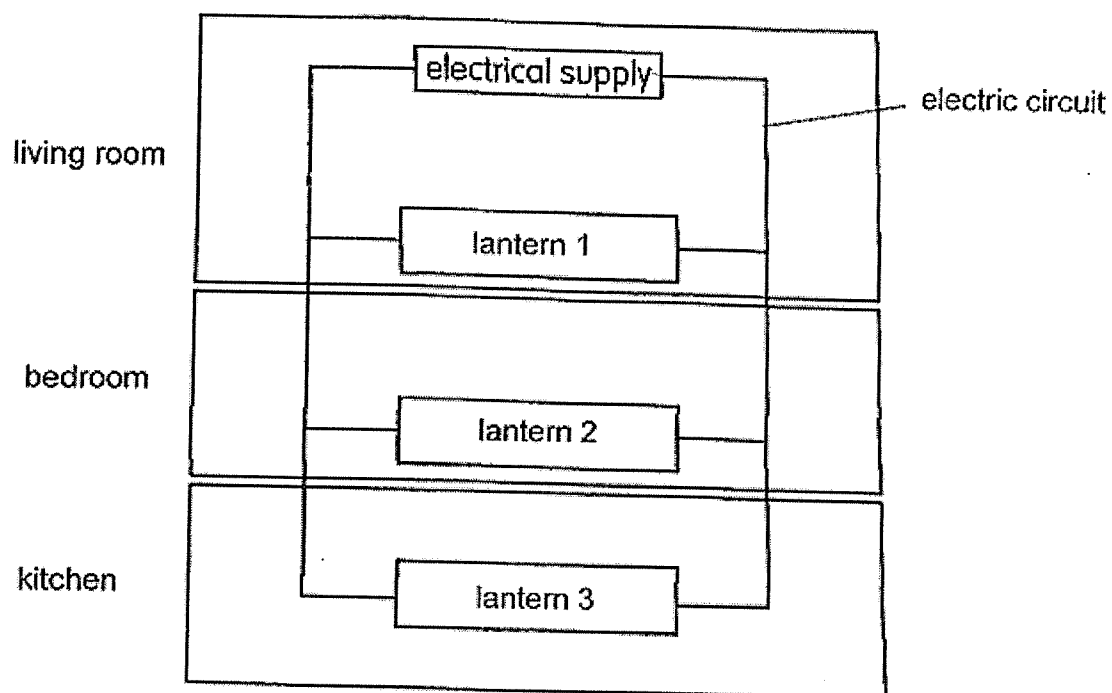 electrical supply
electric circuit
living room
lantern 1
bedroom
lantern 2
kitchen
lantern 3